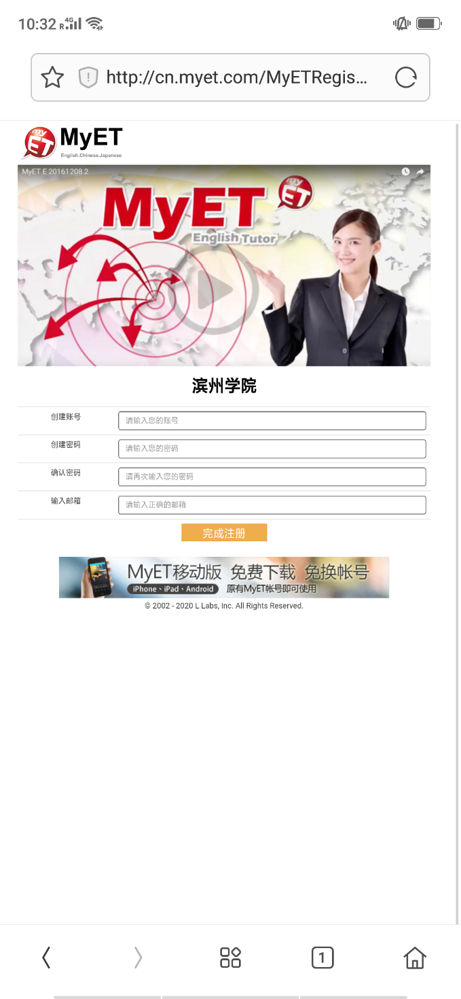 10:32 R 4G
http://cn.myet.com/MyETRegis...
my ET MyET
English.Chinese.Japanese
MyET E 20161208 2
MyET my ET
English Tutor
滨州学院
创建账号 请输入您的账号
创建密码 请输入您的密码
确认密码 请再次输入您的密码
输入邮箱 请输入正确的邮箱
完成注册
MyET移动版 免费下载 免换帐号
iPhone、iPad、Android 原有MyET帐号即可使用
© 2002 - 2020 L Labs, Inc. All Rights Reserved.
1